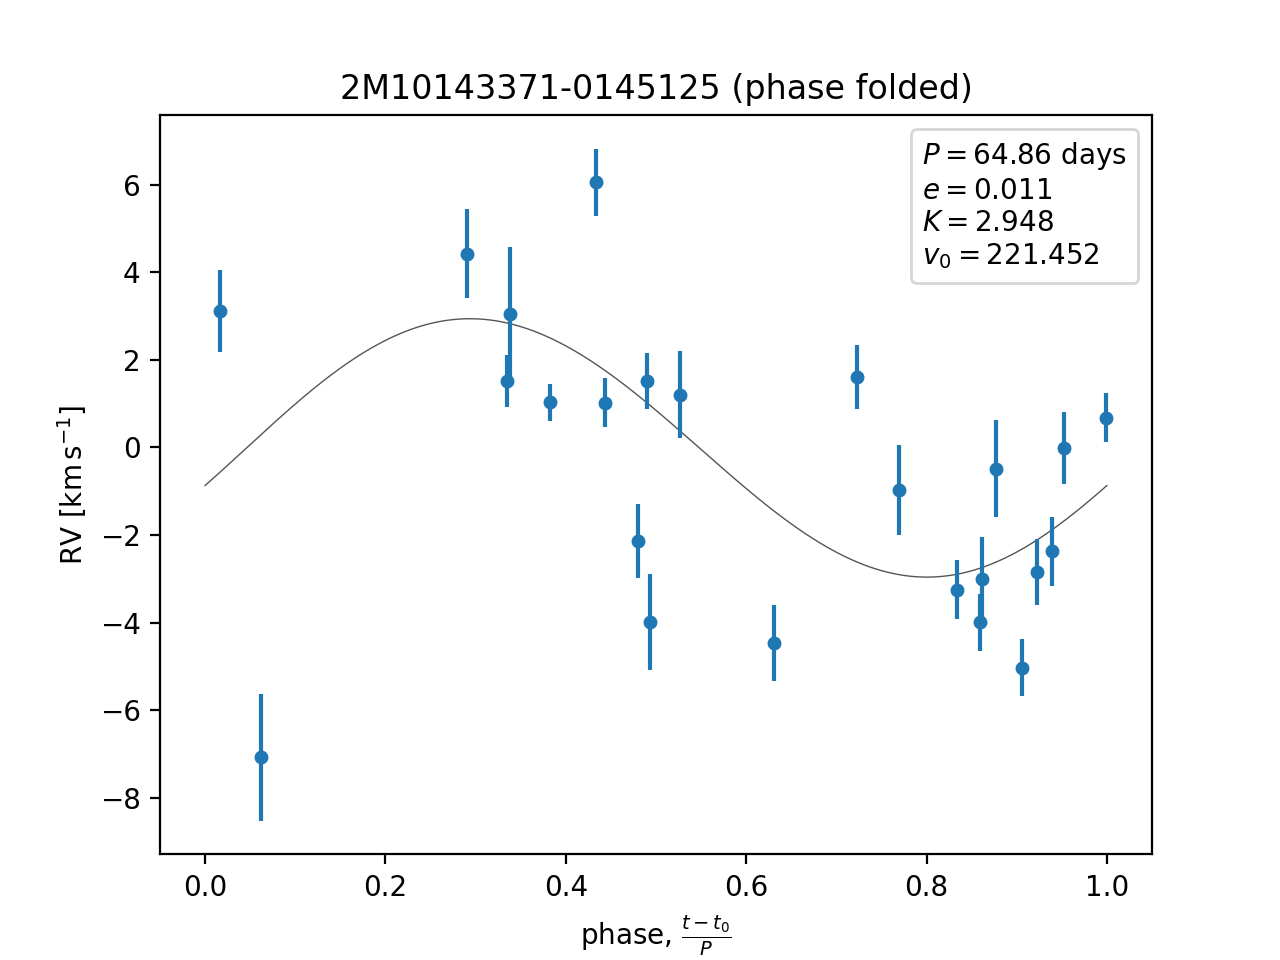 2M10143371-0145125 (phase folded)
P = 64.86 days
e = 0.011
K = 2.948
v₀ = 221.452
RV [km s⁻¹]
6
4
2
0
−2
−4
−6
−8
0.0 0.2 0.4 0.6 0.8 1.0
phase, (t − t₀)/P